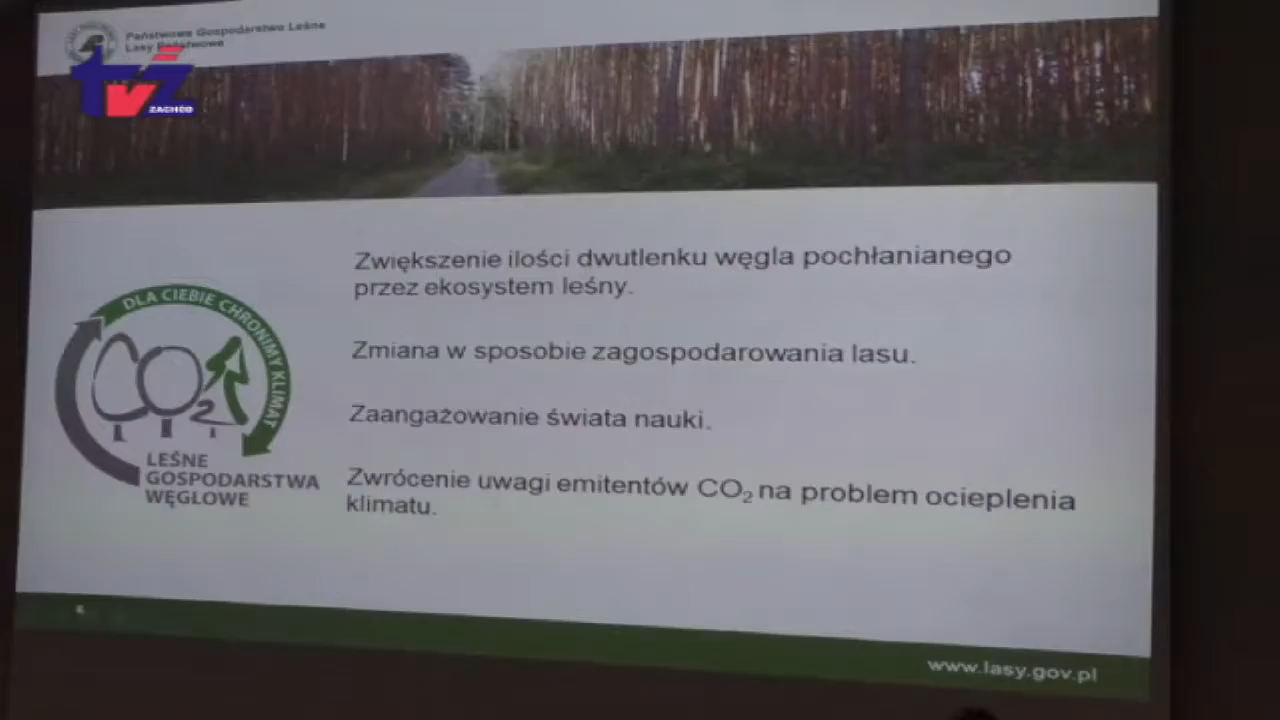 Państwowe Gospodarstwo Leśne
Lasy Państwowe
tvż
ZACHÓD
Zwiększenie ilości dwutlenku węgla pochłanianego
przez ekosystem leśny.
Zmiana w sposobie zagospodarowania lasu.
Zaangażowanie świata nauki.
Zwrócenie uwagi emitentów CO₂ na problem ocieplenia
klimatu.
DLA CIEBIE CHRONIMY KLIMAT
CO2
LEŚNE
GOSPODARSTWA
WĘGLOWE
www.lasy.gov.pl